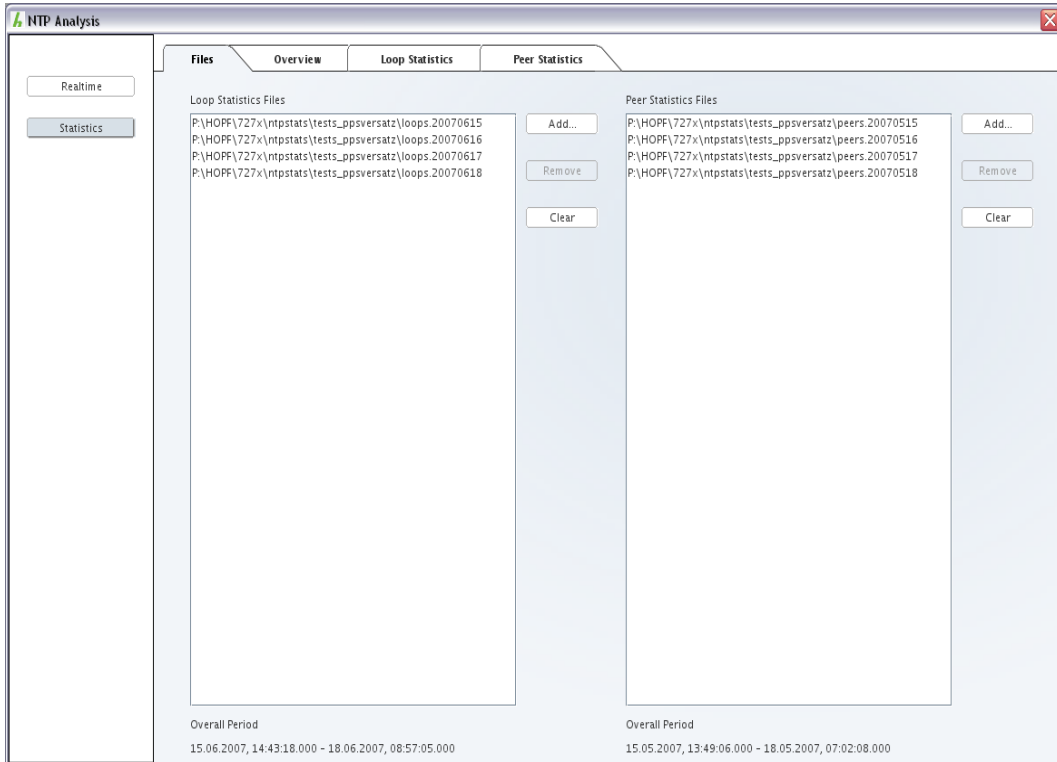 NTP Analysis
Realtime
Statistics
Files
Overview
Loop Statistics
Peer Statistics
Loop Statistics Files
P:\HOPF\727x\ntpstats\tests_ppsversatz\loops.20070615
P:\HOPF\727x\ntpstats\tests_ppsversatz\loops.20070616
P:\HOPF\727x\ntpstats\tests_ppsversatz\loops.20070617
P:\HOPF\727x\ntpstats\tests_ppsversatz\loops.20070618
Add...
Remove
Clear
Overall Period
15.06.2007, 14:43:18.000 - 18.06.2007, 08:57:05.000
Peer Statistics Files
P:\HOPF\727x\ntpstats\tests_ppsversatz\peers.20070515
P:\HOPF\727x\ntpstats\tests_ppsversatz\peers.20070516
P:\HOPF\727x\ntpstats\tests_ppsversatz\peers.20070517
P:\HOPF\727x\ntpstats\tests_ppsversatz\peers.20070518
Add...
Remove
Clear
Overall Period
15.05.2007, 13:49:06.000 - 18.05.2007, 07:02:08.000